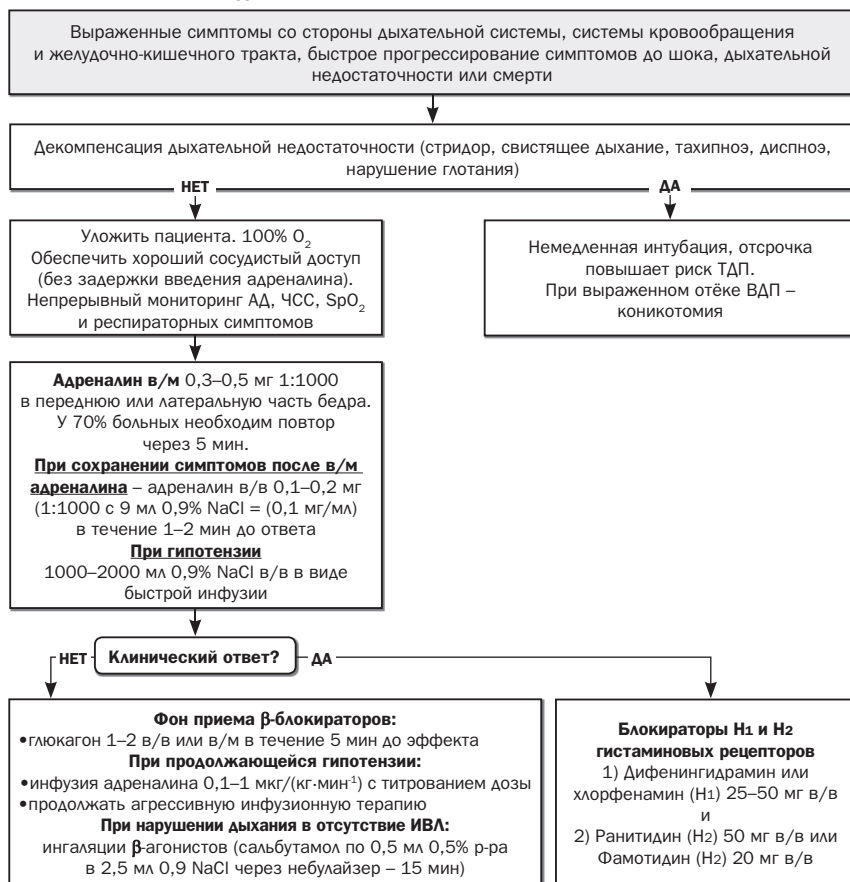 Выраженные симптомы со стороны дыхательной системы, системы кровообращения
и желудочно-кишечного тракта, быстрое прогрессирование симптомов до шока, дыхательной
недостаточности или смерти
Декомпенсация дыхательной недостаточности (стридор, свистящее дыхание, тахипноэ, диспноэ,
нарушение глотания)
НЕТ
ДА
Уложить пациента. 100% O2
Обеспечить хороший сосудистый доступ
(без задержки введения адреналина).
Непрерывный мониторинг АД, ЧСС, SpO2
и респираторных симптомов
Немедленная интубация, отсрочка
повышает риск ТДП.
При выраженном отёке ВДП –
коникотомия
Адреналин в/м 0,3–0,5 мг 1:1000
в переднюю или латеральную часть бедра.
У 70% больных необходим повтор
через 5 мин.
При сохранении симптомов после в/м
адреналина – адреналин в/в 0,1–0,2 мг
(1:1000 с 9 мл 0,9% NaCl = (0,1 мг/мл)
в течение 1–2 мин до ответа
При гипотензии
1000–2000 мл 0,9% NaCl в/в в виде
быстрой инфузии
НЕТ
Клинический ответ?
ДА
Фон приема β-блокираторов:
•глюкагон 1–2 в/в или в/м в течение 5 мин до эффекта
При продолжающейся гипотензии:
•инфузия адреналина 0,1–1 мкг/(кг·мин⁻¹) с титрованием дозы
•продолжать агрессивную инфузионную терапию
При нарушении дыхания в отсутствие ИВЛ:
ингаляции β-агонистов (сальбутамол по 0,5 мл 0,5% р-ра
в 2,5 мл 0,9 NaCl через небулайзер – 15 мин)
Блокираторы H1 и H2
гистаминовых рецепторов
1) Дифенингидрамин или
хлорфенамин (H1) 25–50 мг в/в
и
2) Ранитидин (H2) 50 мг в/в или
Фамотидин (H2) 20 мг в/в